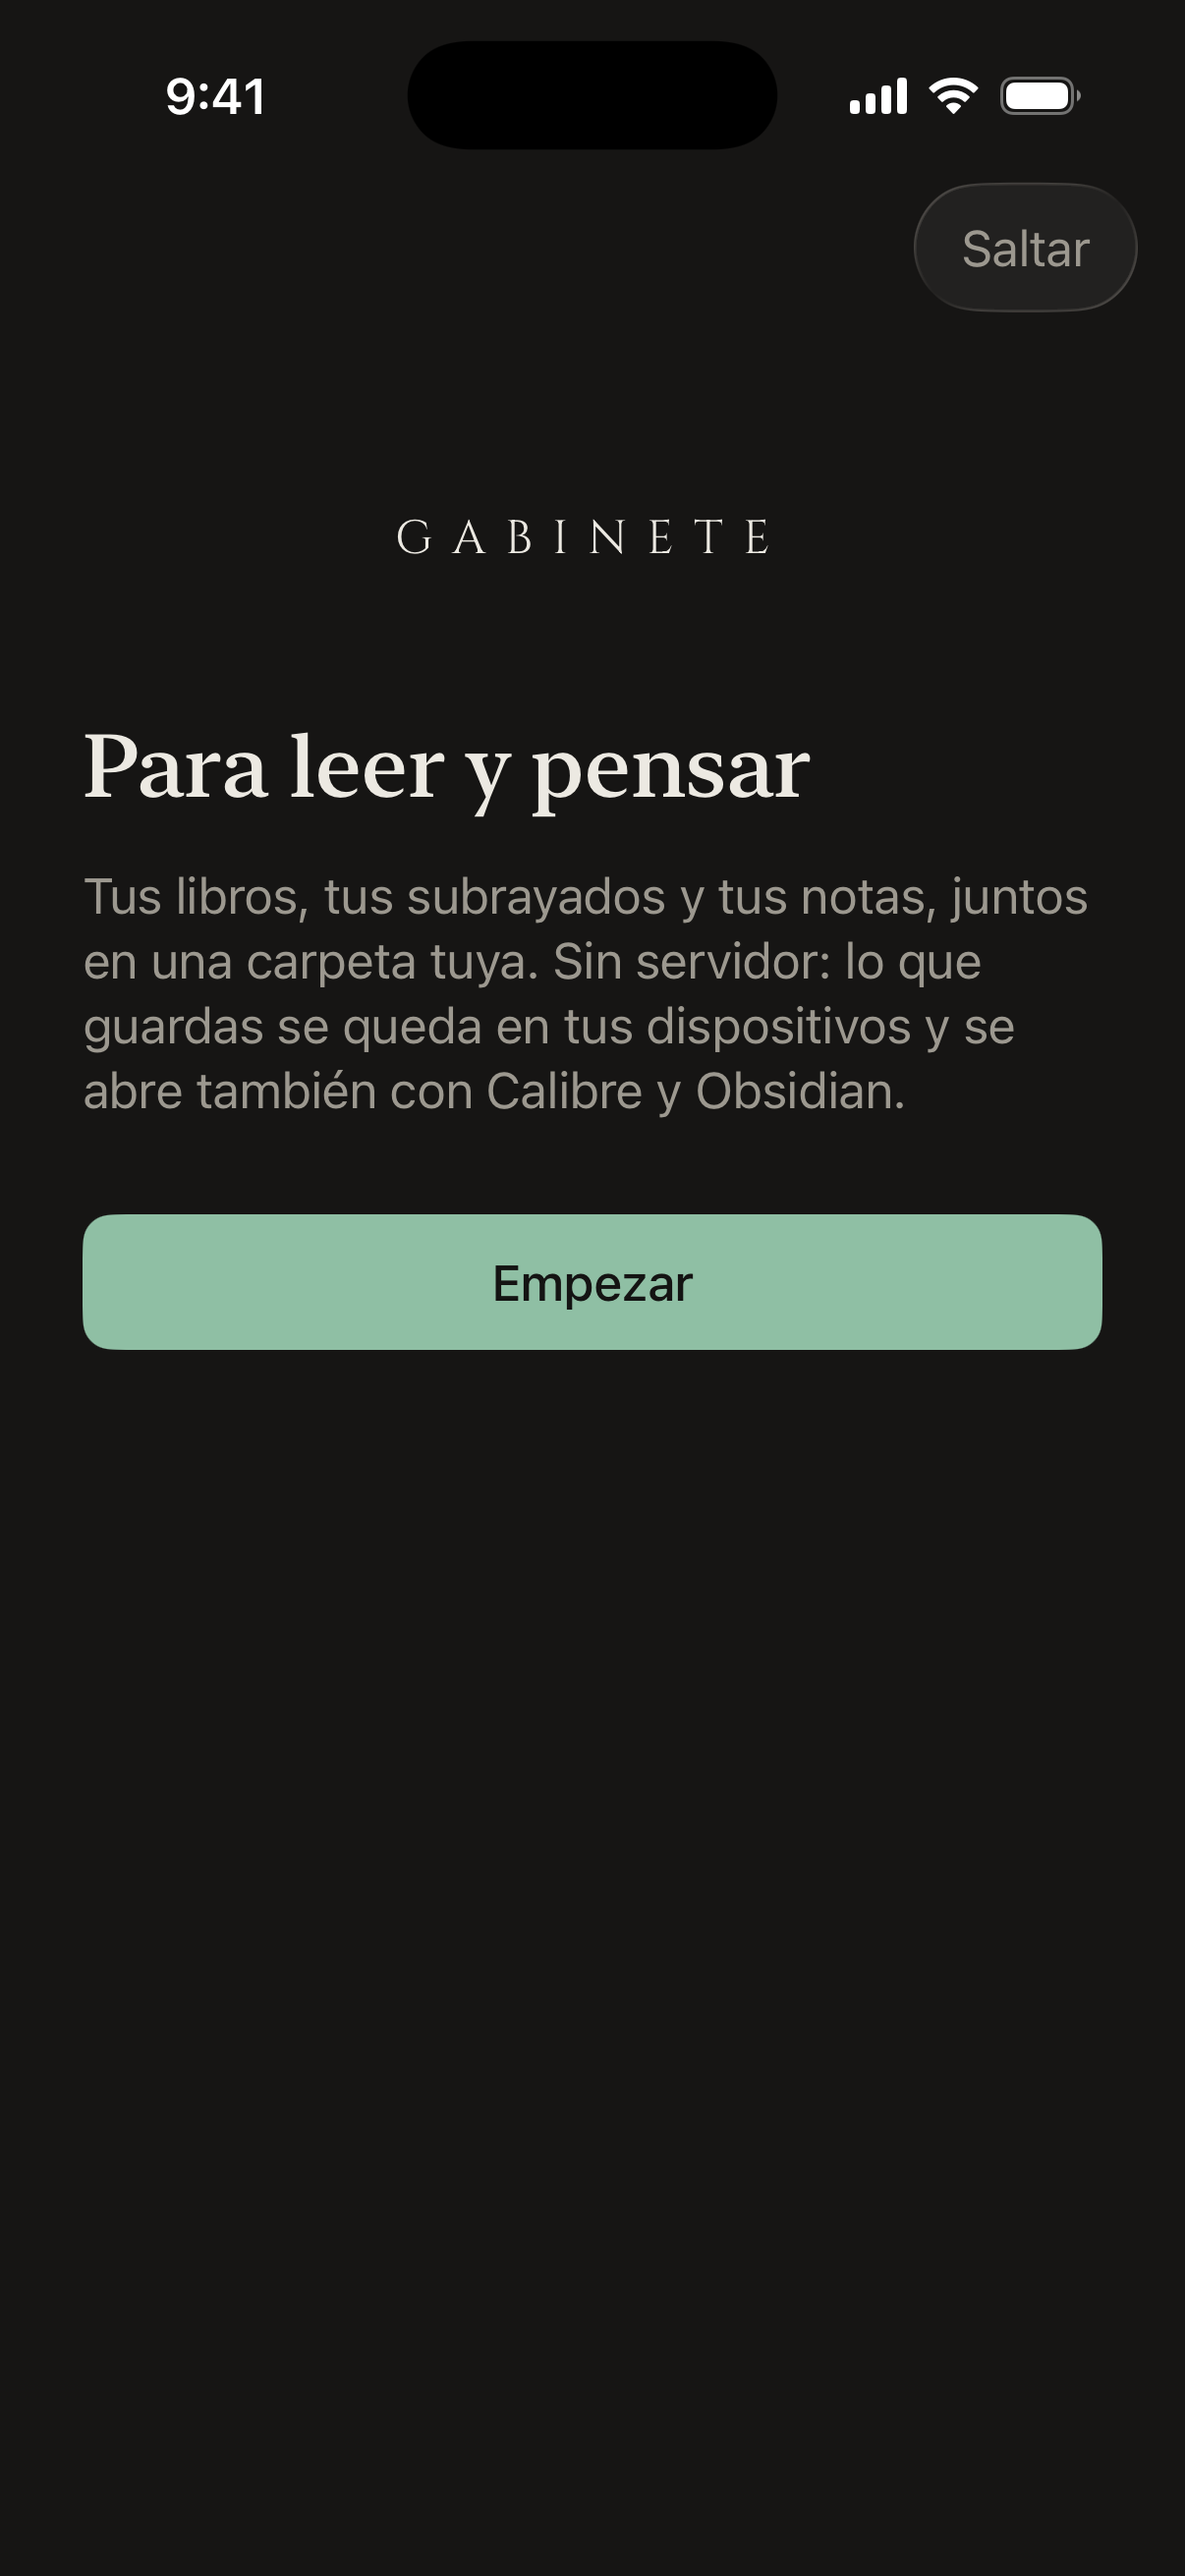 9:41
Saltar
GABINETE
Para leer y pensar
Tus libros, tus subrayados y tus notas, juntos
en una carpeta tuya. Sin servidor: lo que
guardas se queda en tus dispositivos y se
abre también con Calibre y Obsidian.
Empezar